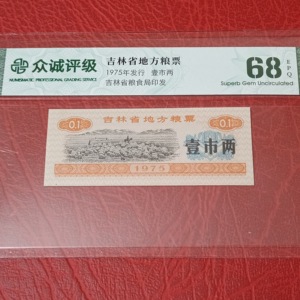 众诚评级
NUMISMATIC PROFESSIONAL GRADING SERVICE
吉林省地方粮票
1975年发行 壹市两
吉林省粮食局印发
68
EPQ
Superb Gem Uncirculated
吉林省地方粮票
0.1
0.1
壹市两
1975